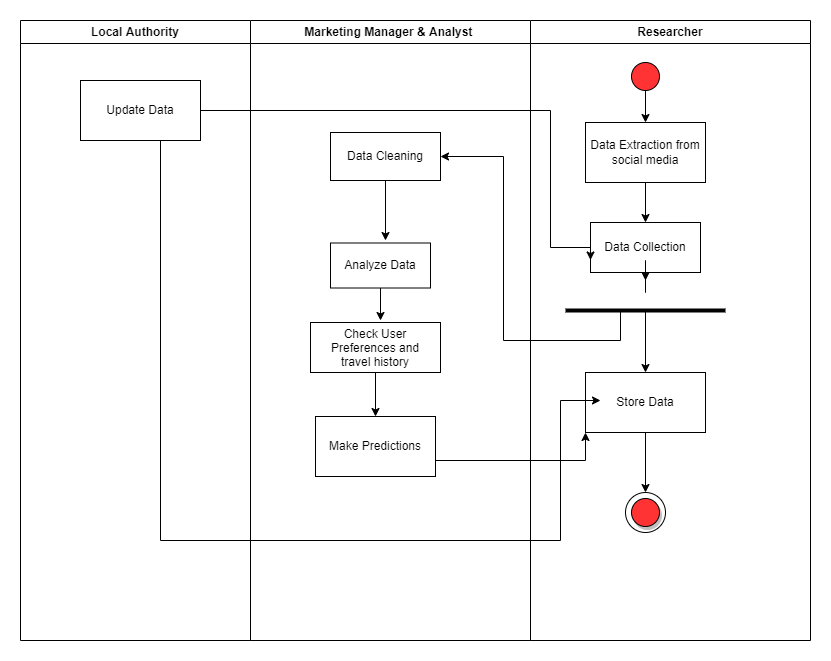 Local Authority
Marketing Manager & Analyst
Researcher
Update Data
Data Cleaning
Data Extraction from
social media
Data Collection
Analyze Data
Check User
Preferences and
travel history
Store Data
Make Predictions